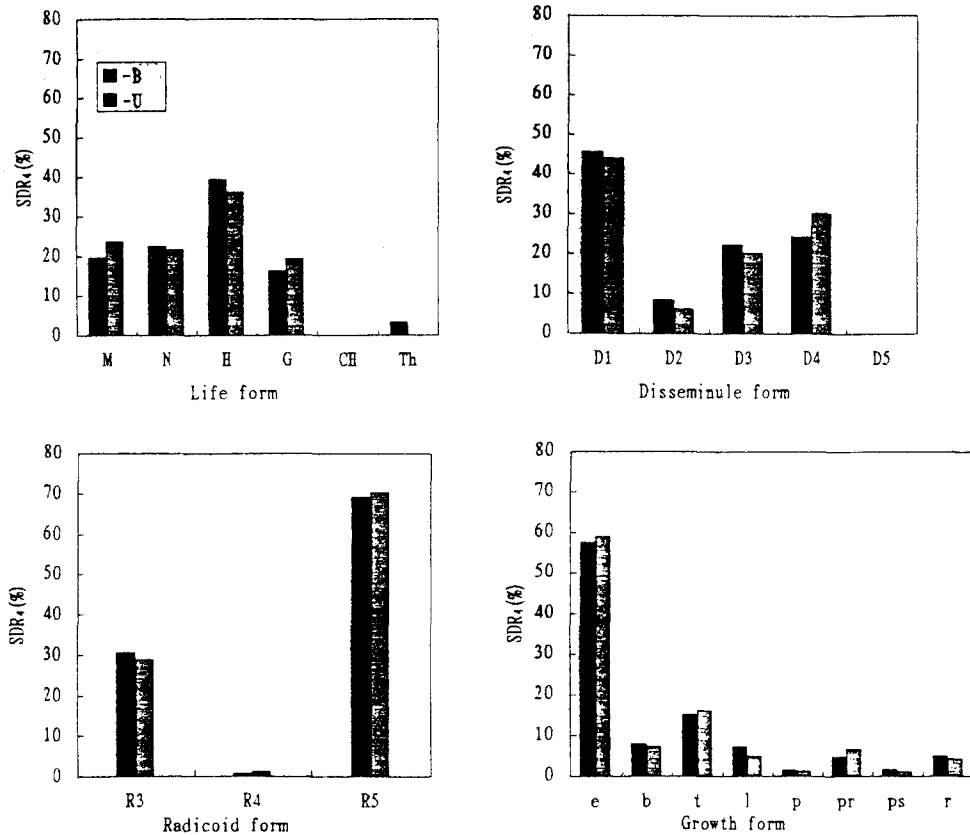 80
70
60
50
40
30
20
10
0
SDR₄(%)
-B
-U
M N H G CH Th
Life form
80
70
60
50
40
30
20
10
0
SDR₄(%)
D1 D2 D3 D4 D5
Disseminule form
80
70
60
50
40
30
20
10
0
SDR₄(%)
R3 R4 R5
Radicoid form
80
70
60
50
40
30
20
10
0
SDR₄(%)
e b t l p pr ps r
Growth form